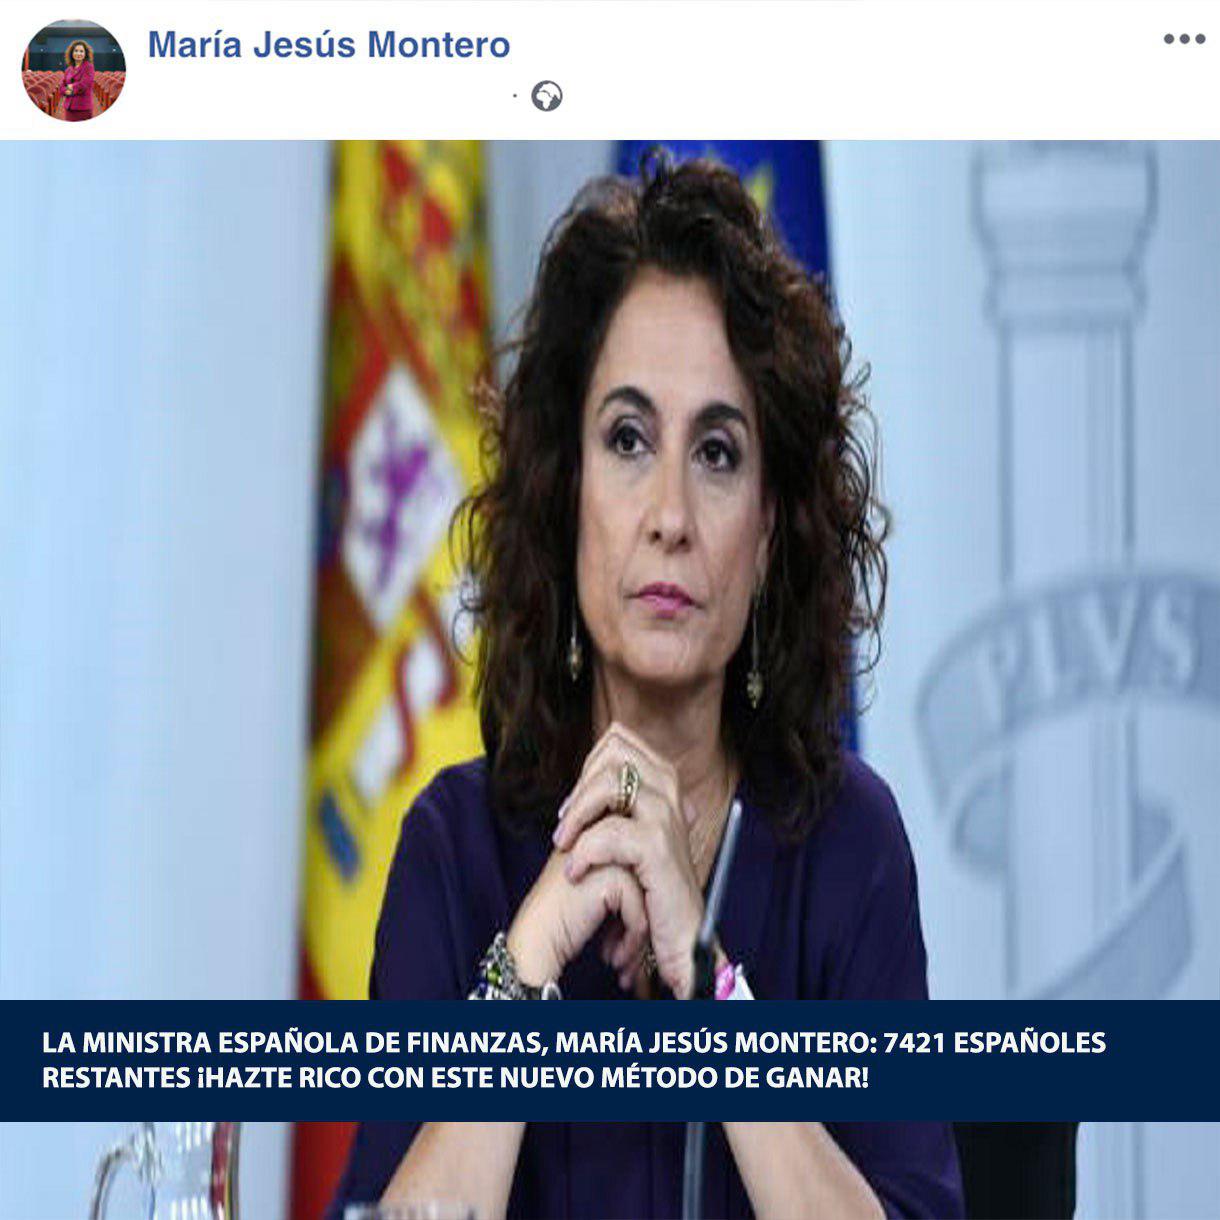 María Jesús Montero
PLVS
LA MINISTRA ESPAÑOLA DE FINANZAS, MARÍA JESÚS MONTERO: 7421 ESPAÑOLES
RESTANTES ¡HAZTE RICO CON ESTE NUEVO MÉTODO DE GANAR!